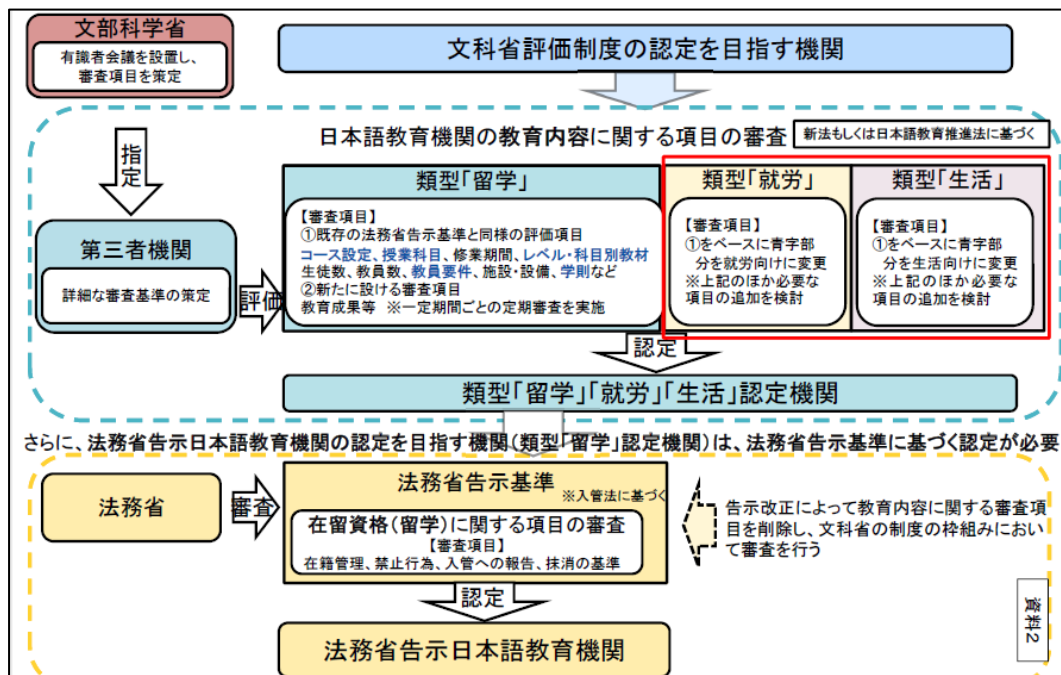 文部科学省
有識者会議を設置し、
審査項目を策定
文科省評価制度の認定を目指す機関
日本語教育機関の教育内容に関する項目の審査
新法もしくは日本語教育推進法に基づく
指定
第三者機関
詳細な審査基準の策定
評価
類型「留学」
【審査項目】
①既存の法務省告示基準と同様の評価項目
コース設定、授業科目、修業期間、レベル・科目別教材
生徒数、教員数、教員要件、施設・設備、学則など
②新たに設ける審査項目
教育成果等 ※一定期間ごとの定期審査を実施
類型「就労」
【審査項目】
①をベースに青字部
分を就労向けに変更
※上記のほか必要な
項目の追加を検討
類型「生活」
【審査項目】
①をベースに青字部
分を生活向けに変更
※上記のほか必要な
項目の追加を検討
認定
類型「留学」「就労」「生活」認定機関
さらに、法務省告示日本語教育機関の認定を目指す機関(類型「留学」認定機関)は、法務省告示基準に基づく認定が必要
法務省
審査
法務省告示基準
※入管法に基づく
在留資格(留学)に関する項目の審査
【審査項目】
在籍管理、禁止行為、入管への報告、抹消の基準
告示改正によって教育内容に関する審査項
目を削除し、文科省の制度の枠組みにおい
て審査を行う
認定
法務省告示日本語教育機関
資料2